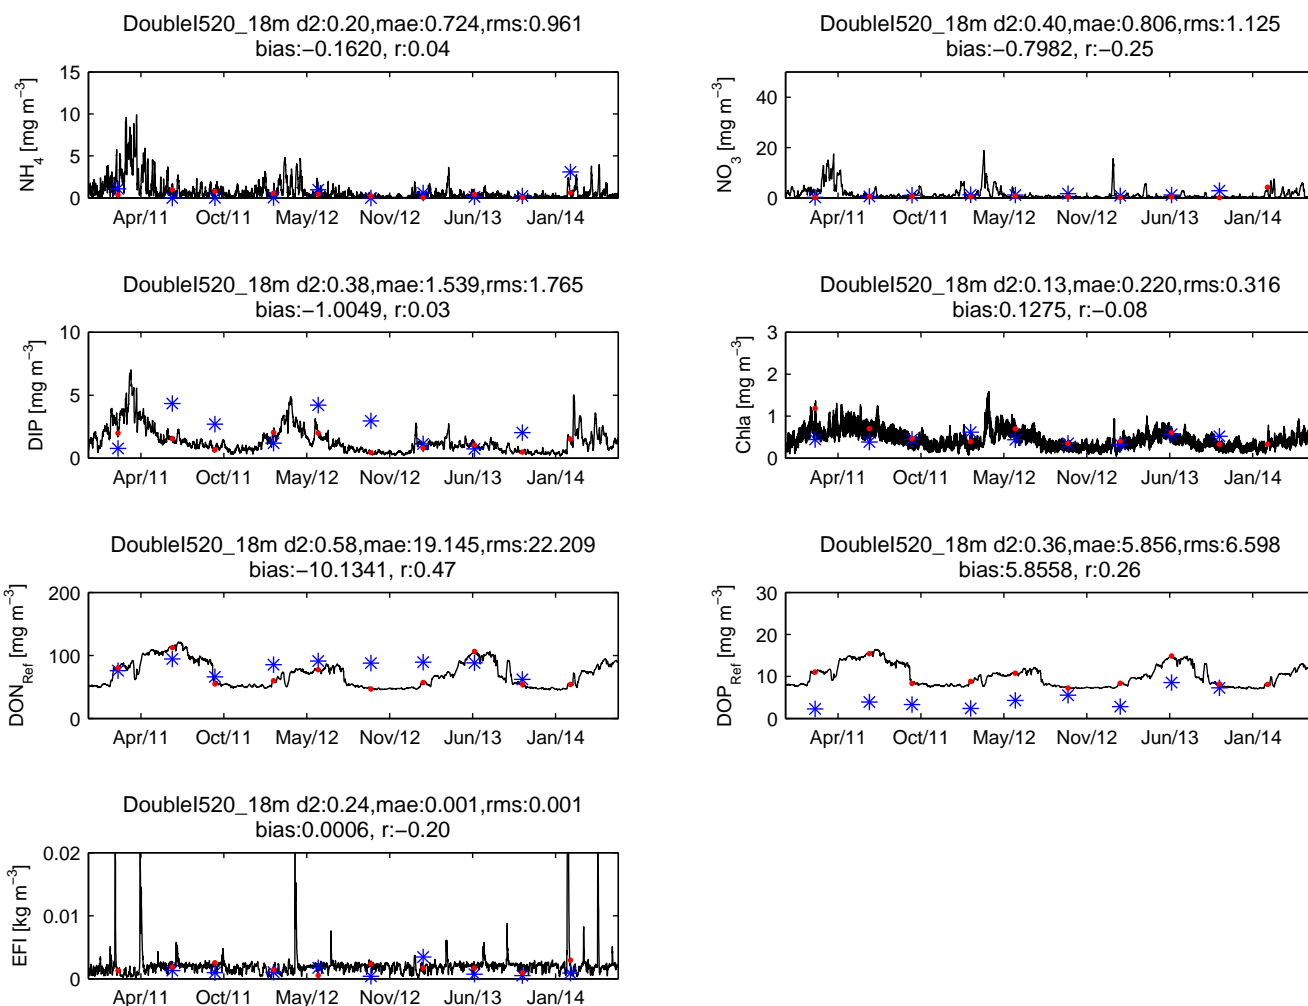 DoubleI520_18m d2:0.20,mae:0.724,rms:0.961
bias:−0.1620, r:0.04
15
10
5
0
NH4 [mg m−3]
Apr/11 Oct/11 May/12 Nov/12 Jun/13 Jan/14
DoubleI520_18m d2:0.40,mae:0.806,rms:1.125
bias:−0.7982, r:−0.25
40
20
0
NO3 [mg m−3]
Apr/11 Oct/11 May/12 Nov/12 Jun/13 Jan/14
DoubleI520_18m d2:0.38,mae:1.539,rms:1.765
bias:−1.0049, r:0.03
10
5
0
DIP [mg m−3]
Apr/11 Oct/11 May/12 Nov/12 Jun/13 Jan/14
DoubleI520_18m d2:0.13,mae:0.220,rms:0.316
bias:0.1275, r:−0.08
3
2
1
0
Chla [mg m−3]
Apr/11 Oct/11 May/12 Nov/12 Jun/13 Jan/14
DoubleI520_18m d2:0.58,mae:19.145,rms:22.209
bias:−10.1341, r:0.47
200
100
0
DONRef [mg m−3]
Apr/11 Oct/11 May/12 Nov/12 Jun/13 Jan/14
DoubleI520_18m d2:0.36,mae:5.856,rms:6.598
bias:5.8558, r:0.26
30
20
10
0
DOPRef [mg m−3]
Apr/11 Oct/11 May/12 Nov/12 Jun/13 Jan/14
DoubleI520_18m d2:0.24,mae:0.001,rms:0.001
bias:0.0006, r:−0.20
0.02
0.01
0
EFI [kg m−3]
Apr/11 Oct/11 May/12 Nov/12 Jun/13 Jan/14